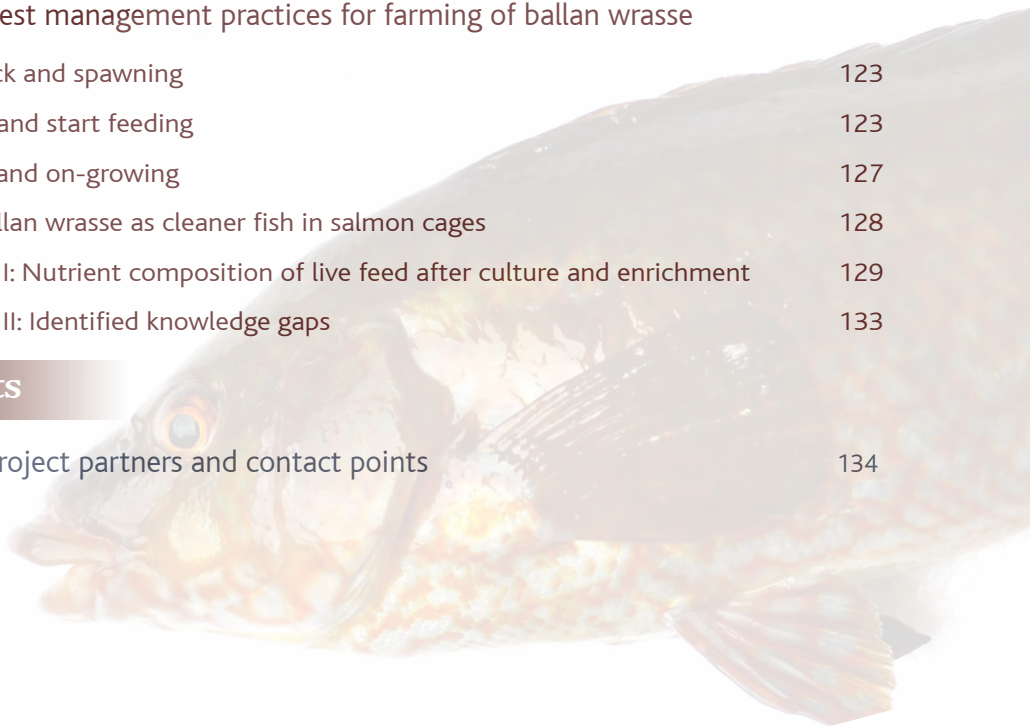 est management practices for farming of ballan wrasse
ck and spawning 123
and start feeding 123
and on-growing 127
llan wrasse as cleaner fish in salmon cages 128
I: Nutrient composition of live feed after culture and enrichment 129
II: Identified knowledge gaps 133
ts
roject partners and contact points 134